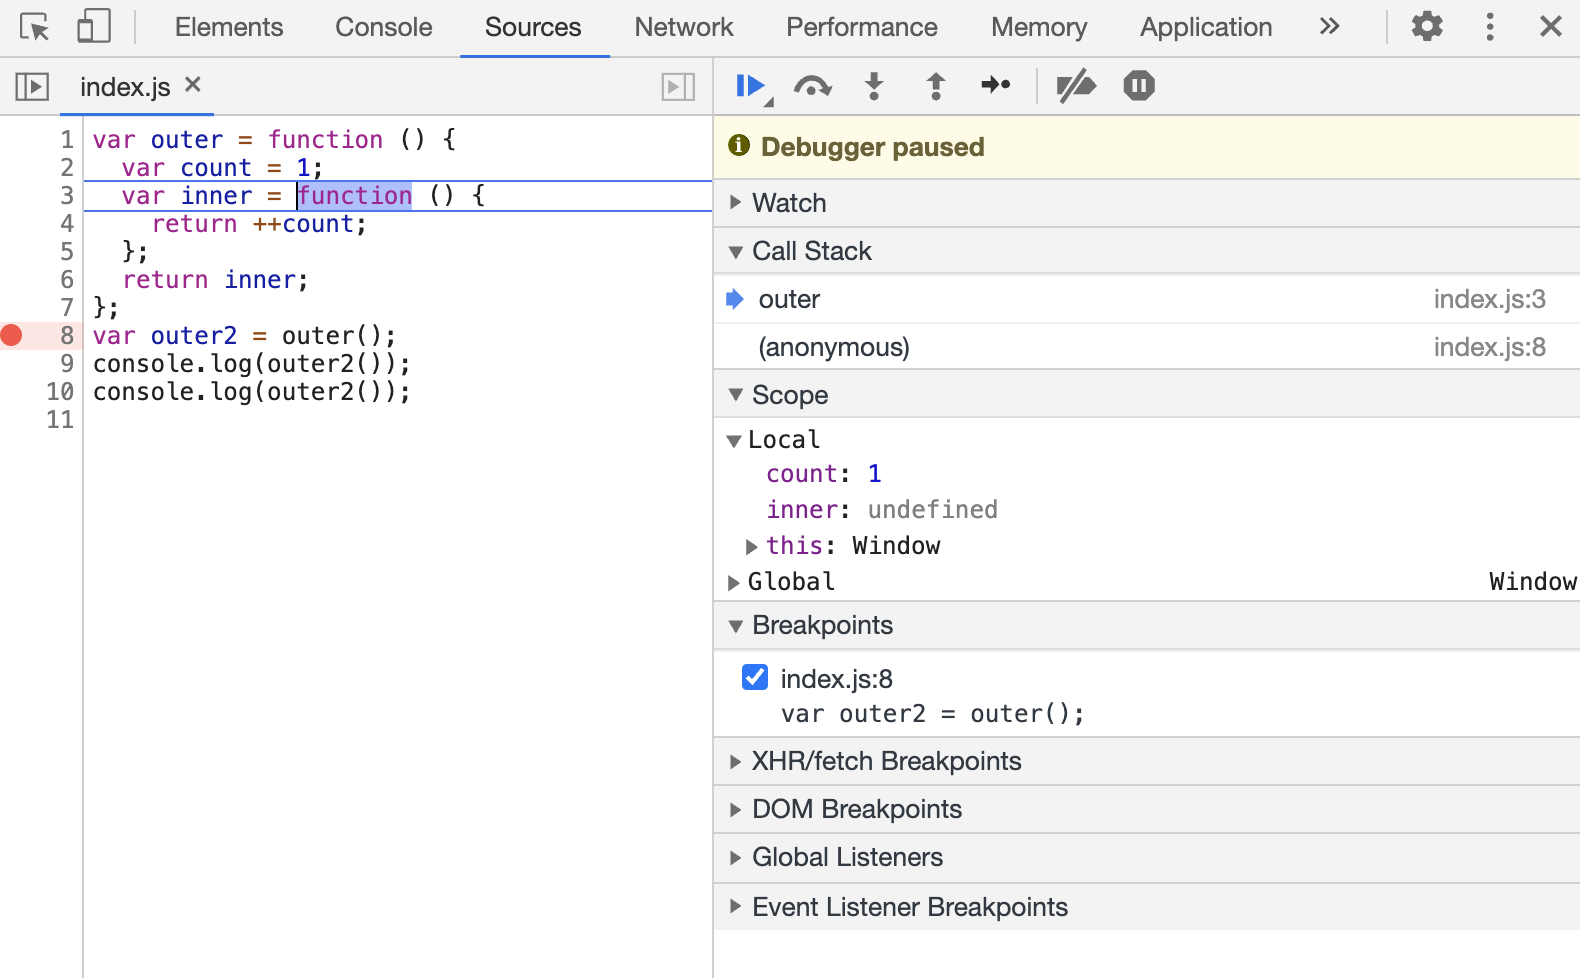 Elements Console Sources Network Performance Memory Application »
index.js ×
Debugger paused
1 var outer = function () {
2   var count = 1;
3   var inner = function () {
4     return ++count;
5   };
6   return inner;
7 };
8 var outer2 = outer();
9 console.log(outer2());
10 console.log(outer2());
11
Watch
Call Stack
outer index.js:3
(anonymous) index.js:8
Scope
Local
count: 1
inner: undefined
this: Window
Global Window
Breakpoints
index.js:8
var outer2 = outer();
XHR/fetch Breakpoints
DOM Breakpoints
Global Listeners
Event Listener Breakpoints